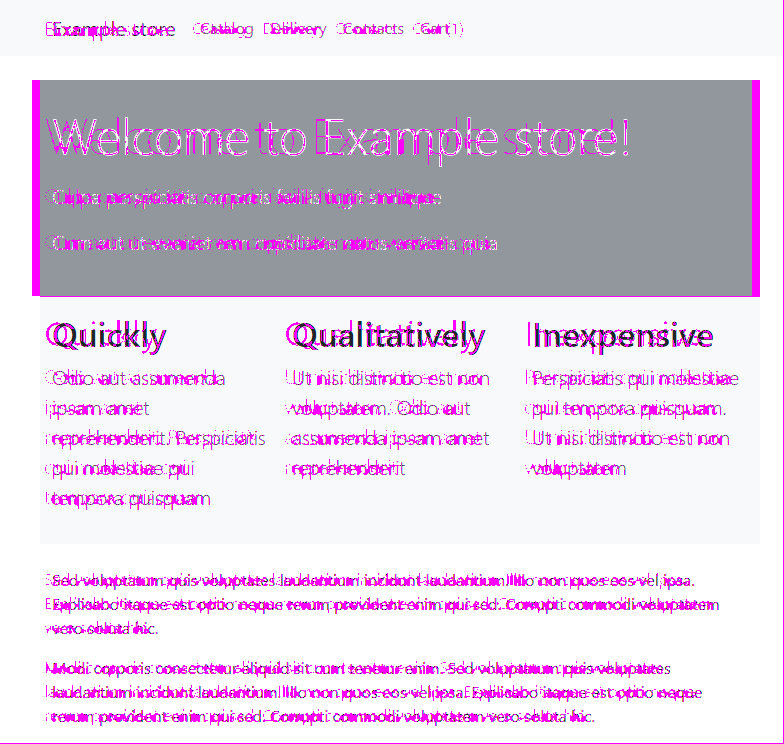 Example store Catalog Delivery Contacts Cart (1)
Welcome to Example store!
Culpa perspiciatis corporis facilis fugit similique
Cum aut ut eveniet rem cupiditate natus veritatis quia
Quickly
Odio aut assumenda
ipsam amet
reprehenderit. Perspiciatis
qui molestiae qui
tempora quisquam
Qualitatively
Ut nisi distinctio est non
voluptatem. Odio aut
assumenda ipsam amet
reprehenderit
Inexpensive
Perspiciatis qui molestiae
qui tempora quisquam.
Ut nisi distinctio est non
voluptatem
Sed voluptatum quis voluptates laudantium incidunt laudantium. Illo non quos eos vel ipsa.
Explicabo itaque est optio neque rerum provident enim qui sed. Corrupti commodi voluptatem
vero soluta hic.
Modi corporis consectetur aliquid sit cum tenetur enim. Sed voluptatum quis voluptates
laudantium incidunt laudantium. Illo non quos eos vel ipsa. Explicabo itaque est optio neque
rerum provident enim qui sed. Corrupti commodi voluptatem vero soluta hic.